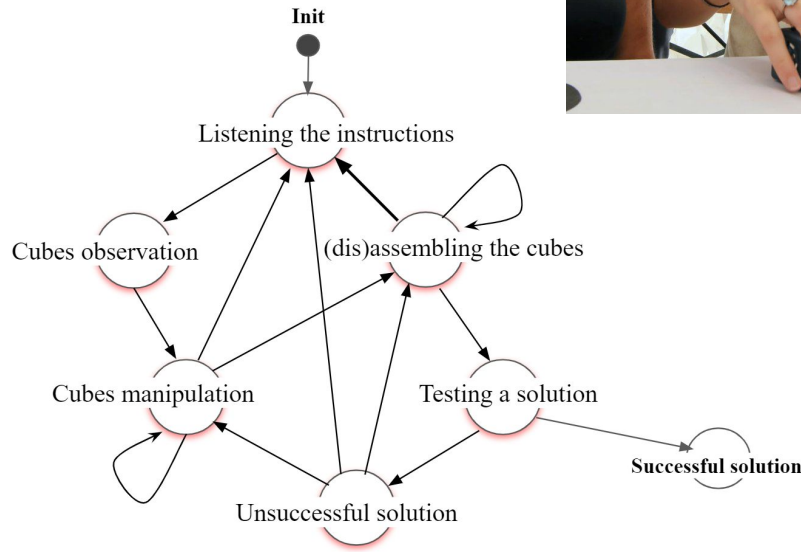 Init
Listening the instructions
Cubes observation
(dis)assembling the cubes
Cubes manipulation
Testing a solution
Successful solution
Unsuccessful solution